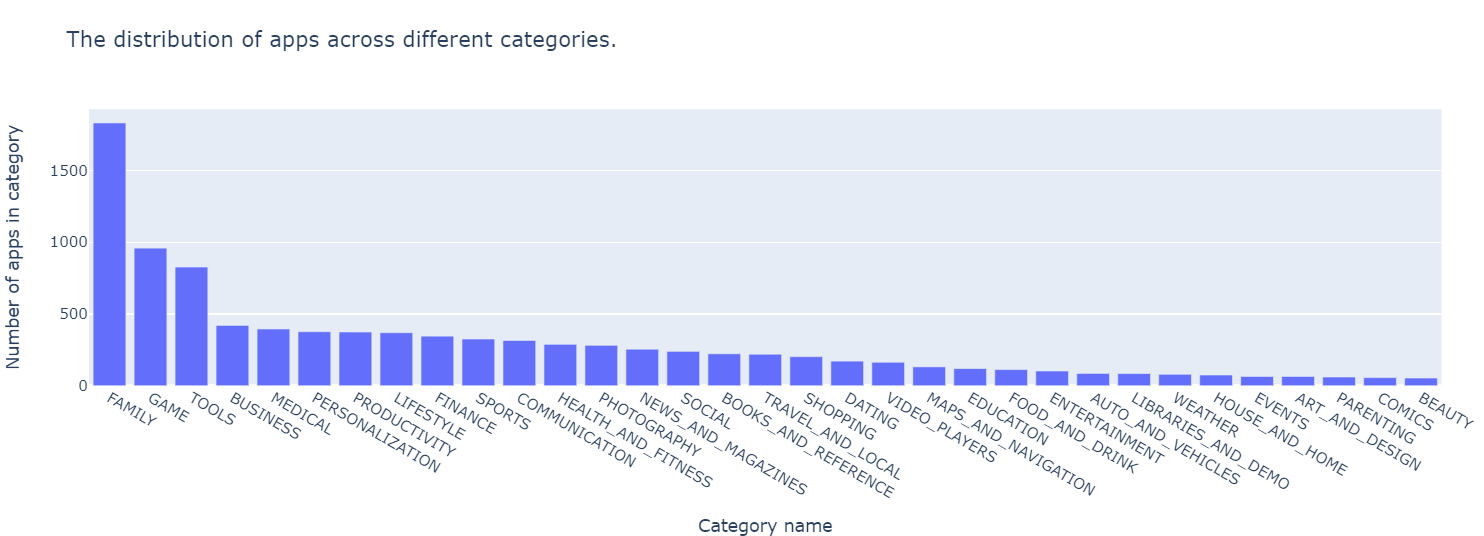 The distribution of apps across different categories.
Number of apps in category
1500
1000
500
0
FAMILY
GAME
TOOLS
BUSINESS
MEDICAL
PERSONALIZATION
PRODUCTIVITY
LIFESTYLE
FINANCE
SPORTS
COMMUNICATION
HEALTH_AND_FITNESS
PHOTOGRAPHY
NEWS_AND_MAGAZINES
SOCIAL
BOOKS_AND_REFERENCE
TRAVEL_AND_LOCAL
SHOPPING
DATING
VIDEO_PLAYERS
MAPS_AND_NAVIGATION
EDUCATION
FOOD_AND_DRINK
ENTERTAINMENT
AUTO_AND_VEHICLES
LIBRARIES_AND_DEMO
WEATHER
HOUSE_AND_HOME
EVENTS
ART_AND_DESIGN
PARENTING
COMICS
BEAUTY
Category name